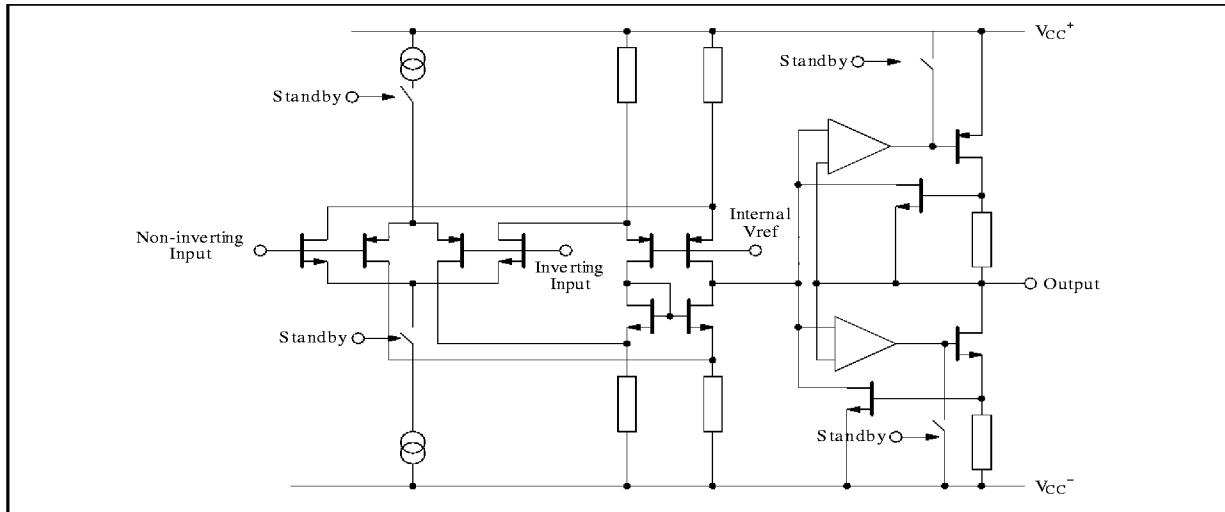 VCC+
Standby
Standby
Non-inverting
Input
Internal
Vref
Inverting
Input
Output
Standby
Standby
VCC-